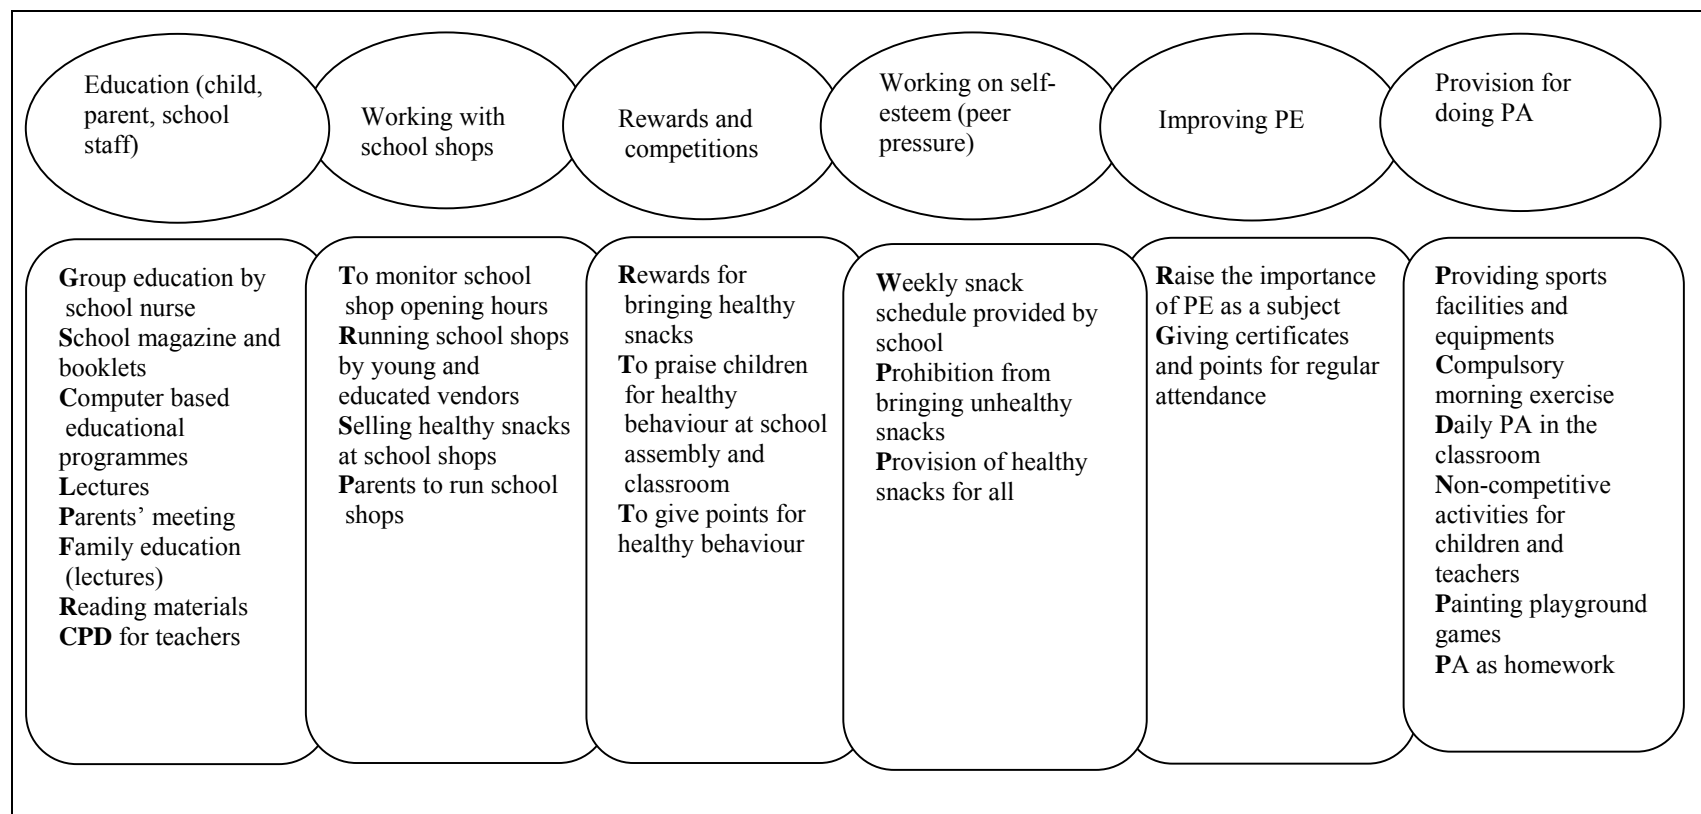 Education (child,
parent, school
staff)
Working with
school shops
Rewards and
competitions
Working on self-
esteem (peer
pressure)
Improving PE
Provision for
doing PA
Group education by
school nurse
School magazine and
booklets
Computer based
educational
programmes
Lectures
Parents’ meeting
Family education
(lectures)
Reading materials
CPD for teachers
To monitor school
shop opening hours
Running school shops
by young and
educated vendors
Selling healthy snacks
at school shops
Parents to run school
shops
Rewards for
bringing healthy
snacks
To praise children
for healthy
behaviour at school
assembly and
classroom
To give points for
healthy behaviour
Weekly snack
schedule provided by
school
Prohibition from
bringing unhealthy
snacks
Provision of healthy
snacks for all
Raise the importance
of PE as a subject
Giving certificates
and points for regular
attendance
Providing sports
facilities and
equipments
Compulsory
morning exercise
Daily PA in the
classroom
Non-competitive
activities for
children and
teachers
Painting playground
games
PA as homework